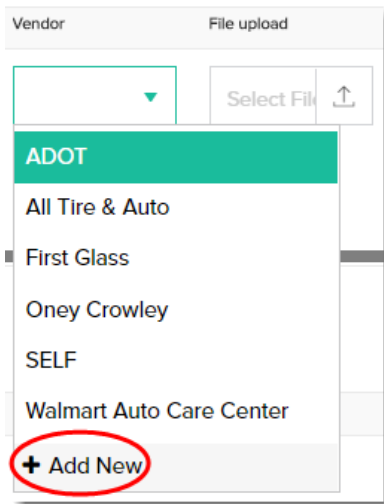 Vendor File upload
Select Fil
ADOT
All Tire & Auto
First Glass
Oney Crowley
SELF
Walmart Auto Care Center
+ Add New